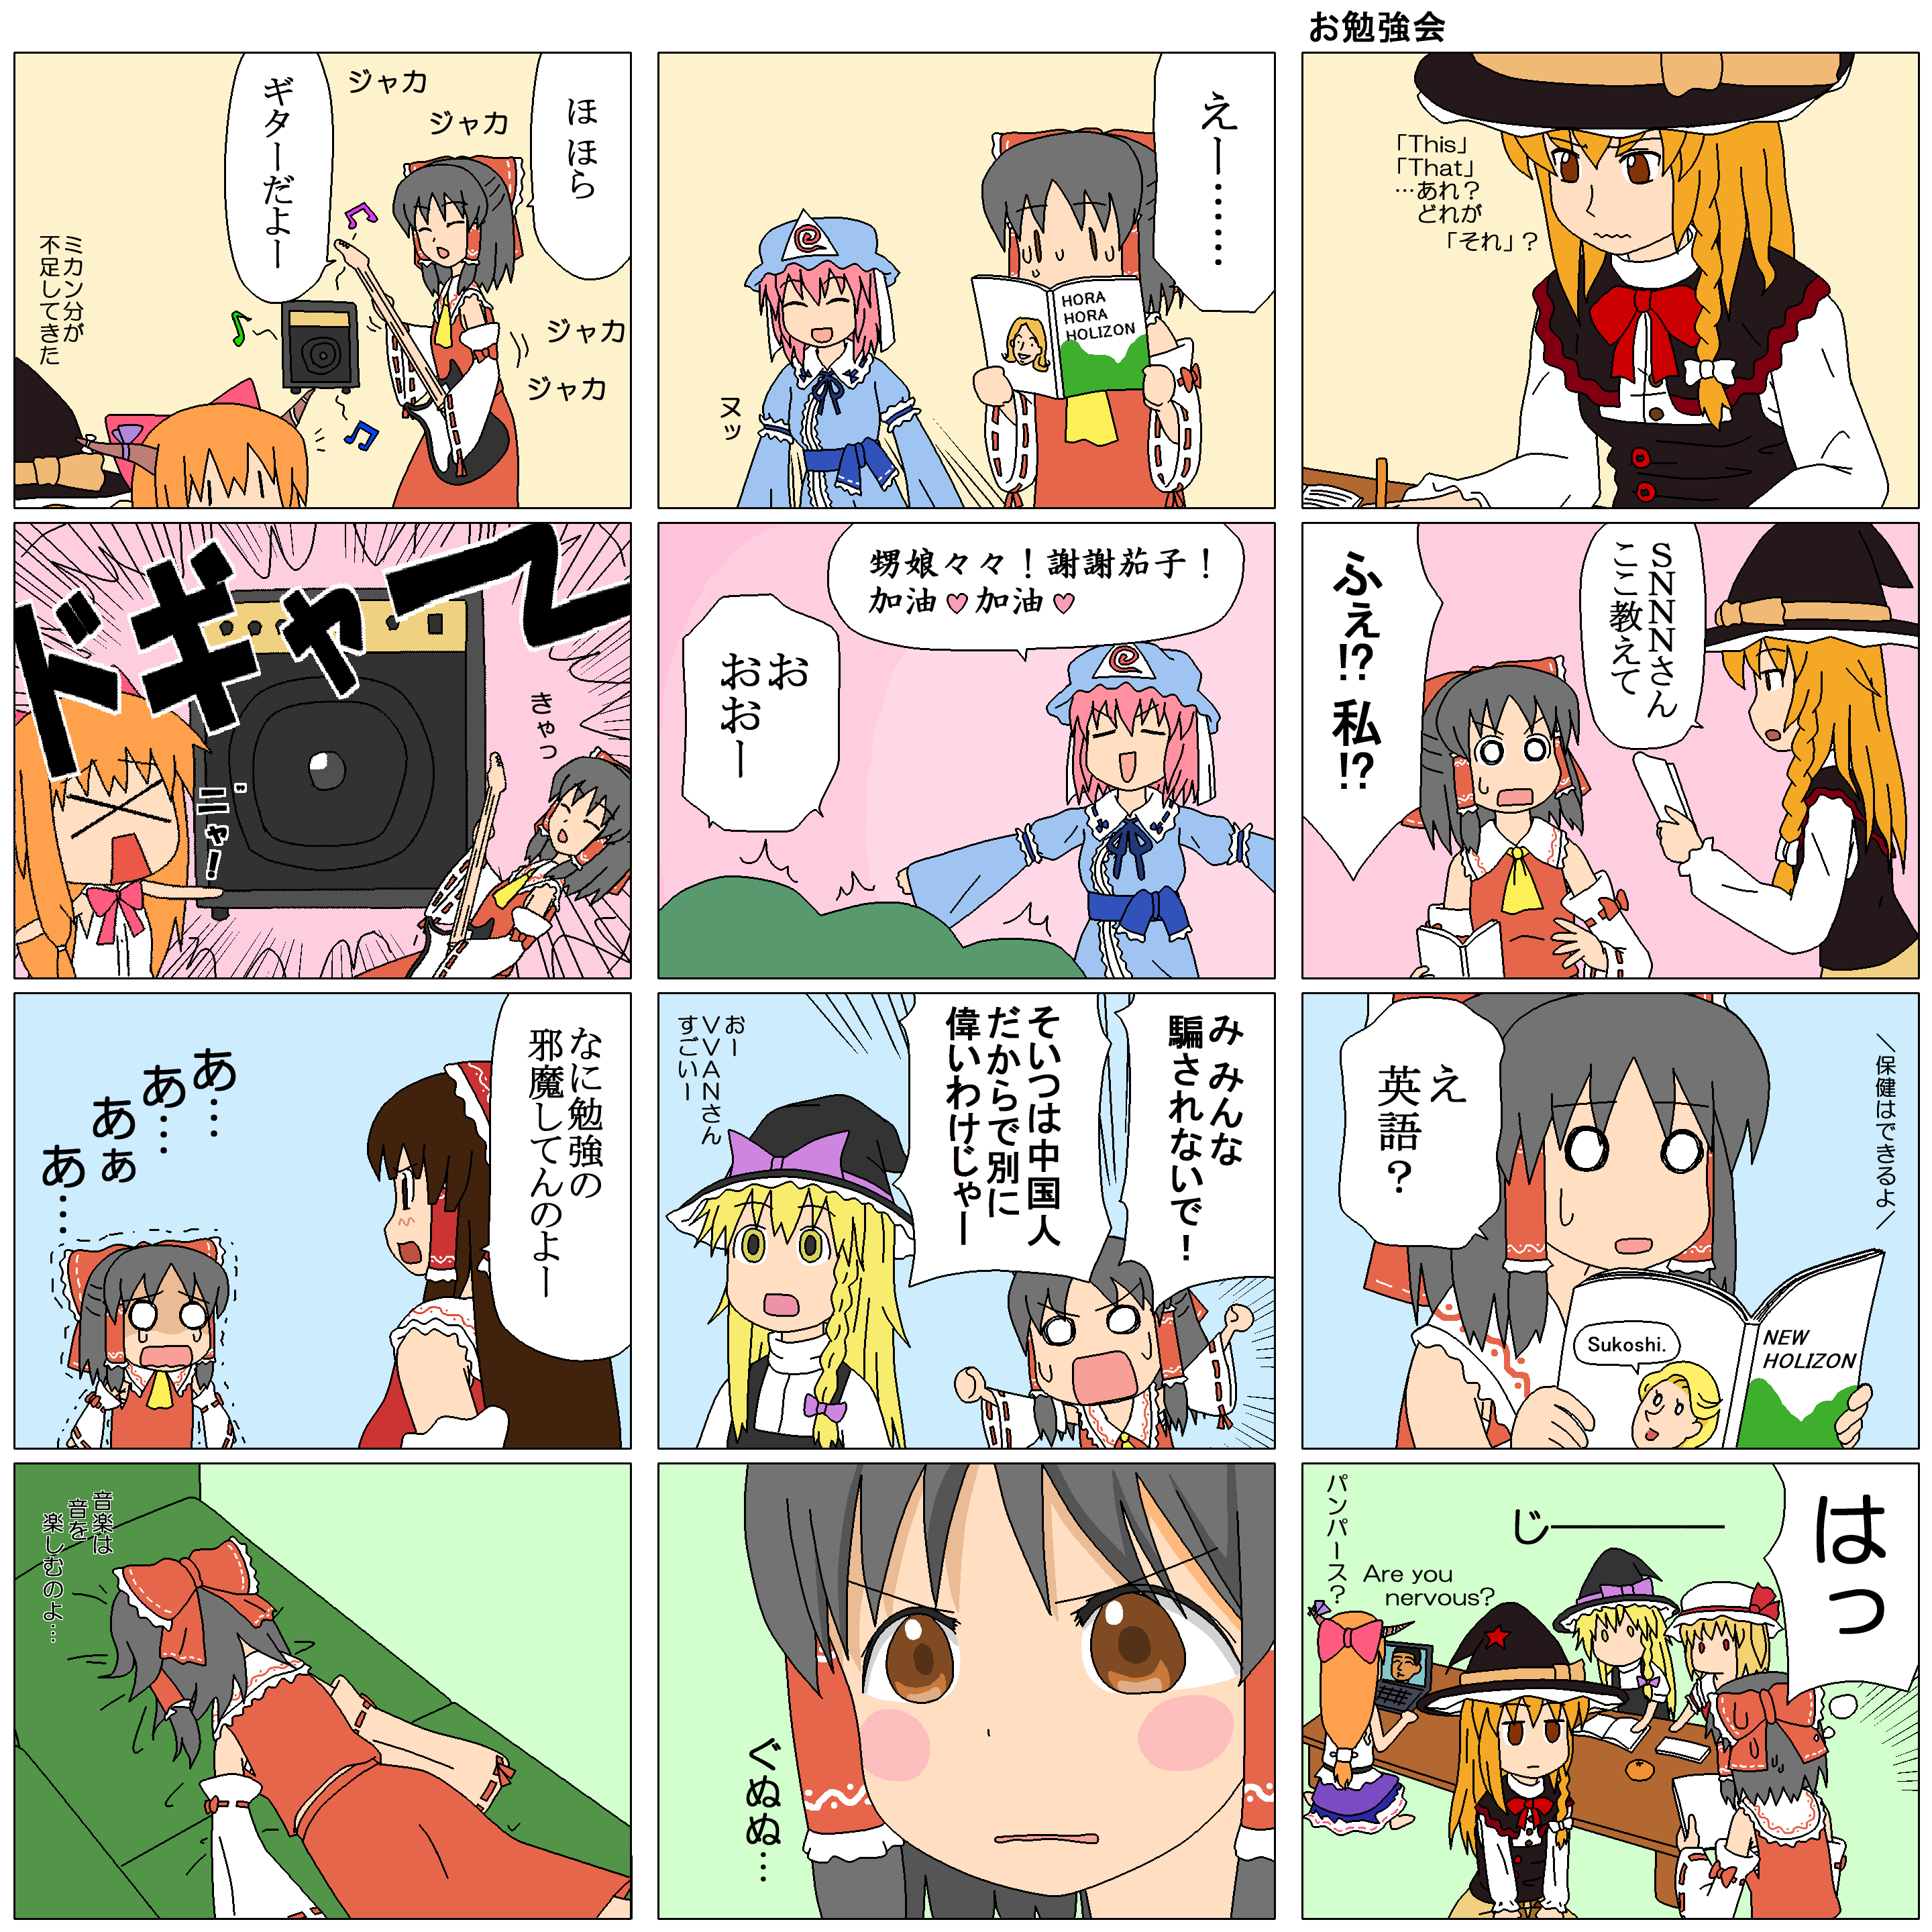 お勉強会
「This」
「That」
…あれ?
どれが
「それ」?
SNNNさん
ここ教えて
ふぇ!?私!?
\保健はできるよ/
え
英語?
Sukoshi.
NEW
HOLIZON
はっ
じ――――
Are you
nervous?
パンパース?
えー……
HORA
HORA
HOLIZON
ヌッ
甥娘々々!謝謝茄子!
加油♥加油♥
お
おおー
み みんな
騙されないで!
そいつは中国人
だからで別に
偉いわけじゃー
おー
VVANさん
すごいー
ぐぬぬ…
ほ ほら
ギターだよー
ジャカ
ジャカ
ジャカ
ジャカ
ミカン分が
不足してきた
ドギャー
きゃっ
ニ゛ャ!
なに勉強の
邪魔してんのよー
あ…
あ…
あぁ
あ…
音楽は
音を
楽しむのよ…